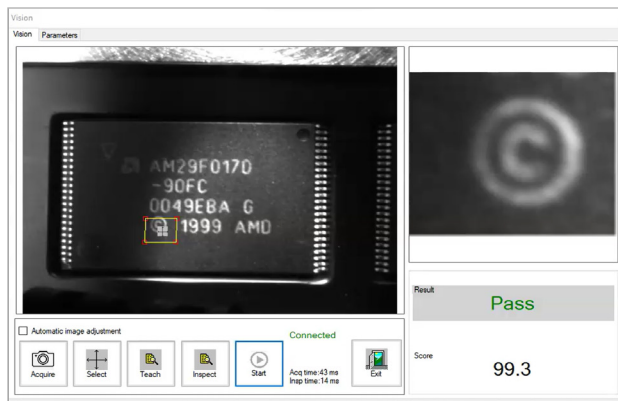 Vision
Vision Parameters
AM29F017D
-90FC
0049EBA G
© 1999 AMD
©
Result
Pass
Score
99.3
Automatic image adjustment
Connected
Acquire
Select
Teach
Inspect
Start
Acq time:43 ms
Insp time:14 ms
Exit